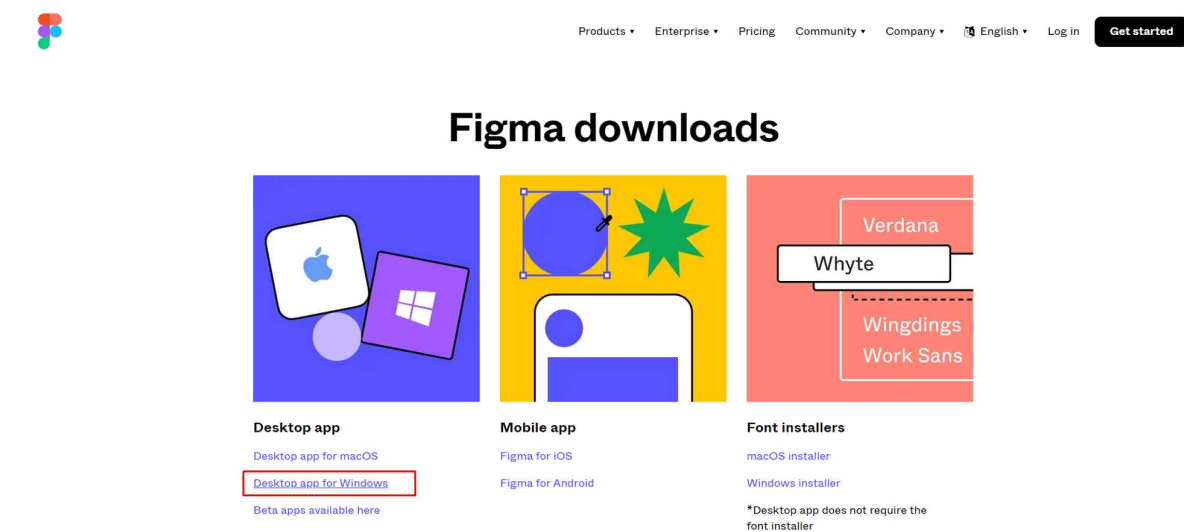 Products ▾ Enterprise ▾ Pricing Community ▾ Company ▾ English ▾ Log in Get started
Figma downloads
Verdana
Whyte
Wingdings
Work Sans
Desktop app
Desktop app for macOS
Desktop app for Windows
Beta apps available here
Mobile app
Figma for iOS
Figma for Android
Font installers
macOS installer
Windows installer
*Desktop app does not require the
font installer